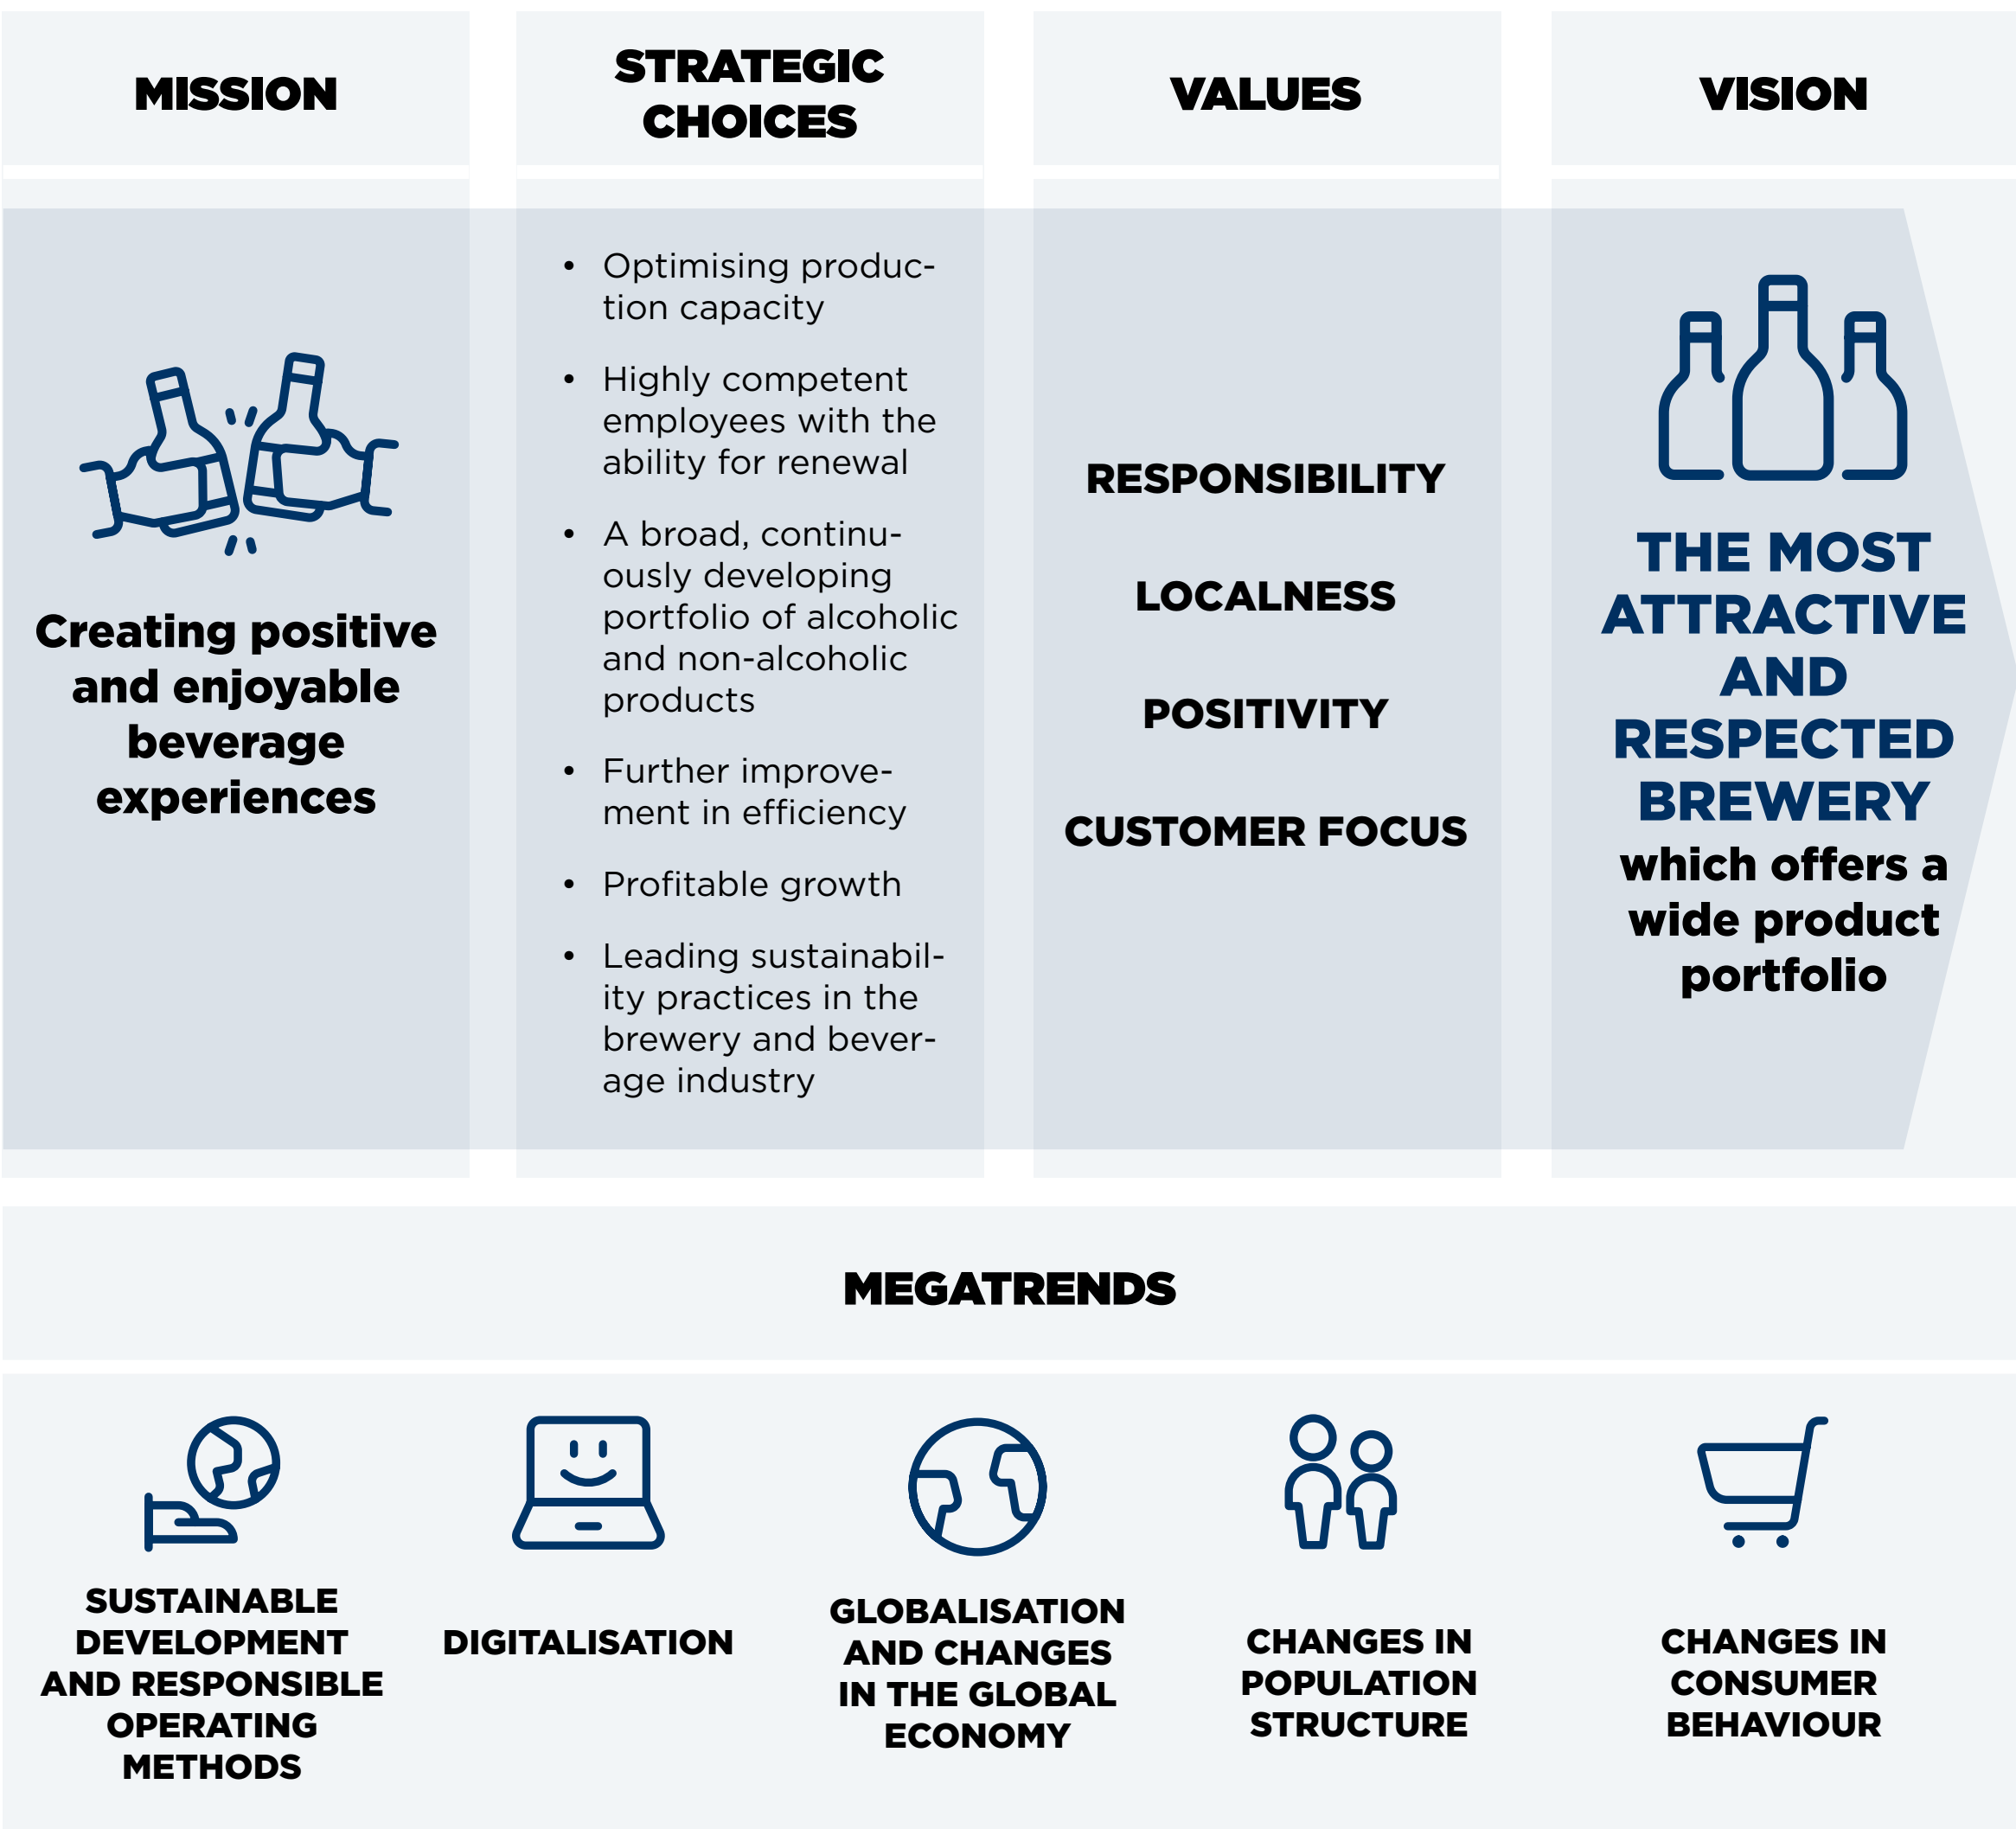 MISSION
Creating positive
and enjoyable
beverage
experiences
STRATEGIC
CHOICES
• Optimising produc-
tion capacity
• Highly competent
employees with the
ability for renewal
• A broad, continu-
ously developing
portfolio of alcoholic
and non-alcoholic
products
• Further improve-
ment in efficiency
• Profitable growth
• Leading sustainabil-
ity practices in the
brewery and bever-
age industry
VALUES
RESPONSIBILITY
LOCALNESS
POSITIVITY
CUSTOMER FOCUS
VISION
THE MOST
ATTRACTIVE
AND
RESPECTED
BREWERY
which offers a
wide product
portfolio
MEGATRENDS
SUSTAINABLE
DEVELOPMENT
AND RESPONSIBLE
OPERATING
METHODS
DIGITALISATION
GLOBALISATION
AND CHANGES
IN THE GLOBAL
ECONOMY
CHANGES IN
POPULATION
STRUCTURE
CHANGES IN
CONSUMER
BEHAVIOUR